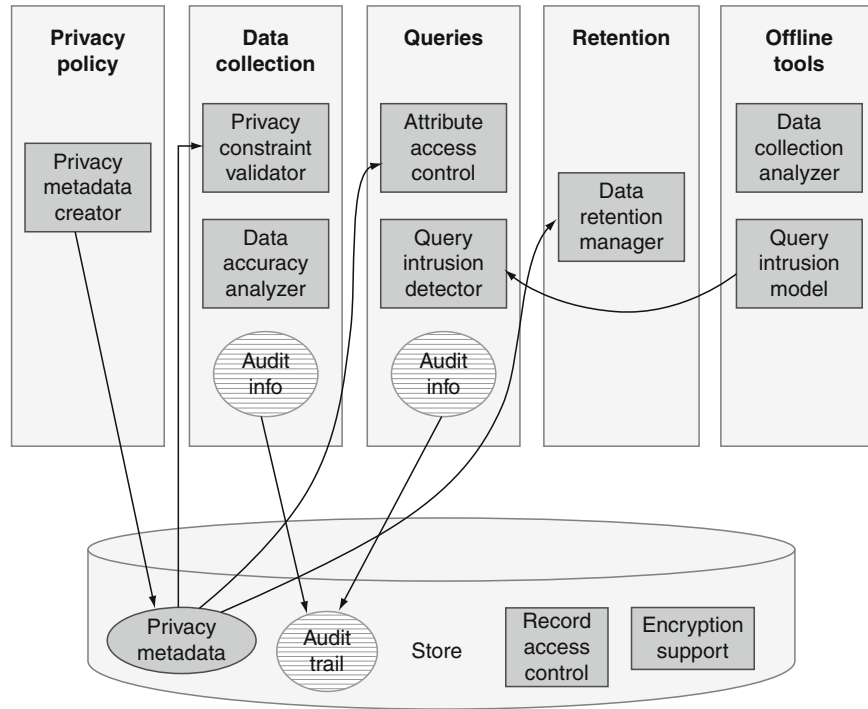 Privacy
policy
Data
collection
Queries
Retention
Offline
tools
Privacy
metadata
creator
Privacy
constraint
validator
Data
accuracy
analyzer
Audit
info
Attribute
access
control
Query
intrusion
detector
Audit
info
Data
retention
manager
Data
collection
analyzer
Query
intrusion
model
Privacy
metadata
Audit
trail
Store
Record
access
control
Encryption
support